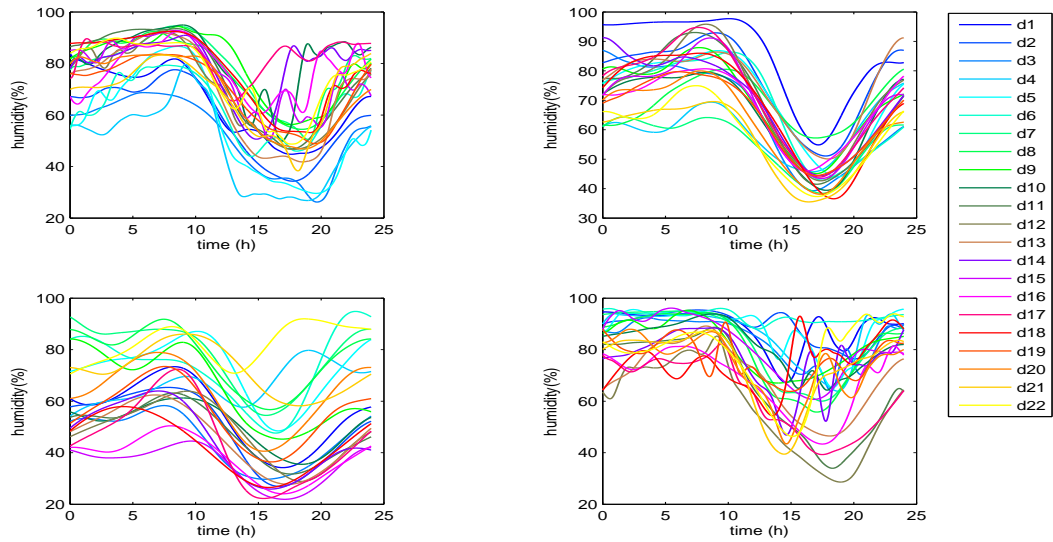 100
80
60
40
20
0 5 10 15 20 25
humidity(%)
time (h)
100
90
80
70
60
50
40
30
0 5 10 15 20 25
humidity(%)
time (h)
100
80
60
40
20
0 5 10 15 20 25
humidity(%)
time (h)
100
80
60
40
20
0 5 10 15 20 25
humidity(%)
time (h)
d1
d2
d3
d4
d5
d6
d7
d8
d9
d10
d11
d12
d13
d14
d15
d16
d17
d18
d19
d20
d21
d22